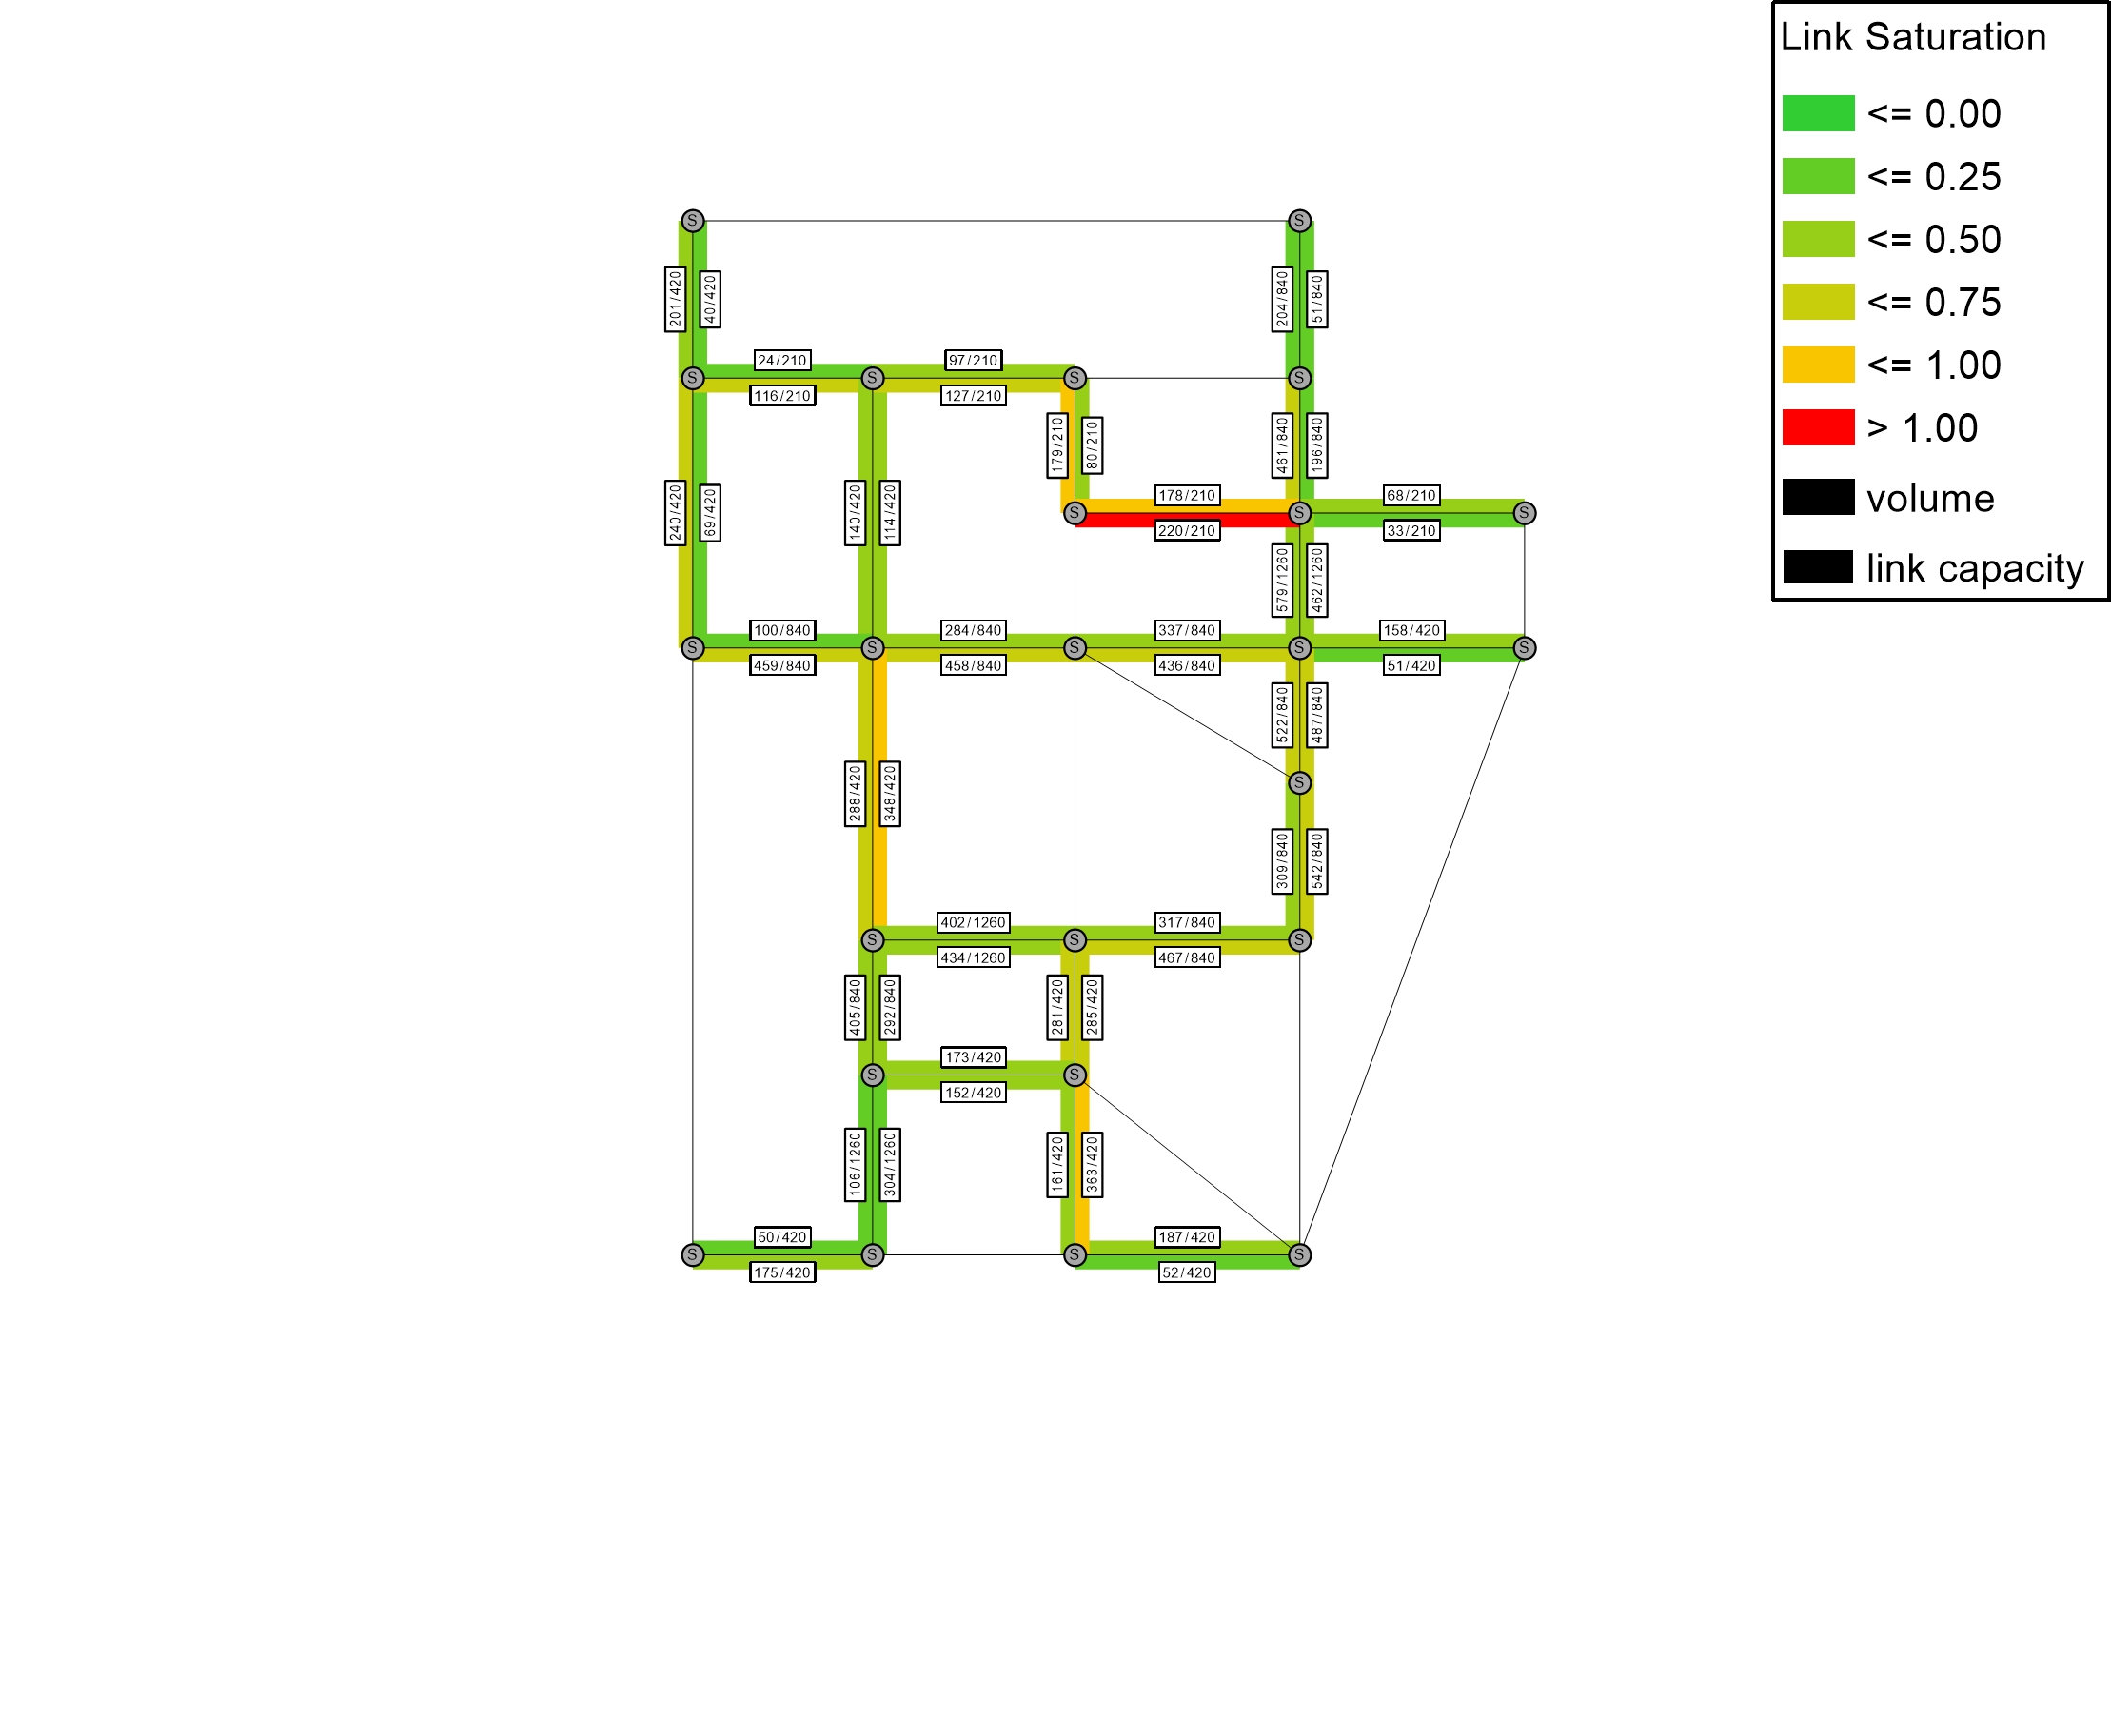 Link Saturation
<= 0.00
<= 0.25
<= 0.50
<= 0.75
<= 1.00
> 1.00
volume
link capacity
S
S
201/420
40/420
204/840
51/840
24/210
97/210
S
S
S
S
116/210
127/210
179/210
80/210
461/840
196/840
240/420
69/420
140/420
114/420
178/210
68/210
S
S
S
220/210
33/210
579/1260
462/1260
100/840
284/840
337/840
158/420
S
S
S
S
S
459/840
458/840
436/840
51/420
522/840
487/840
288/420
348/420
S
309/840
542/840
402/1260
317/840
S
S
S
434/1260
467/840
405/840
292/840
281/420
285/420
173/420
S
S
152/420
106/1260
304/1260
161/420
363/420
50/420
187/420
S
S
S
S
175/420
52/420